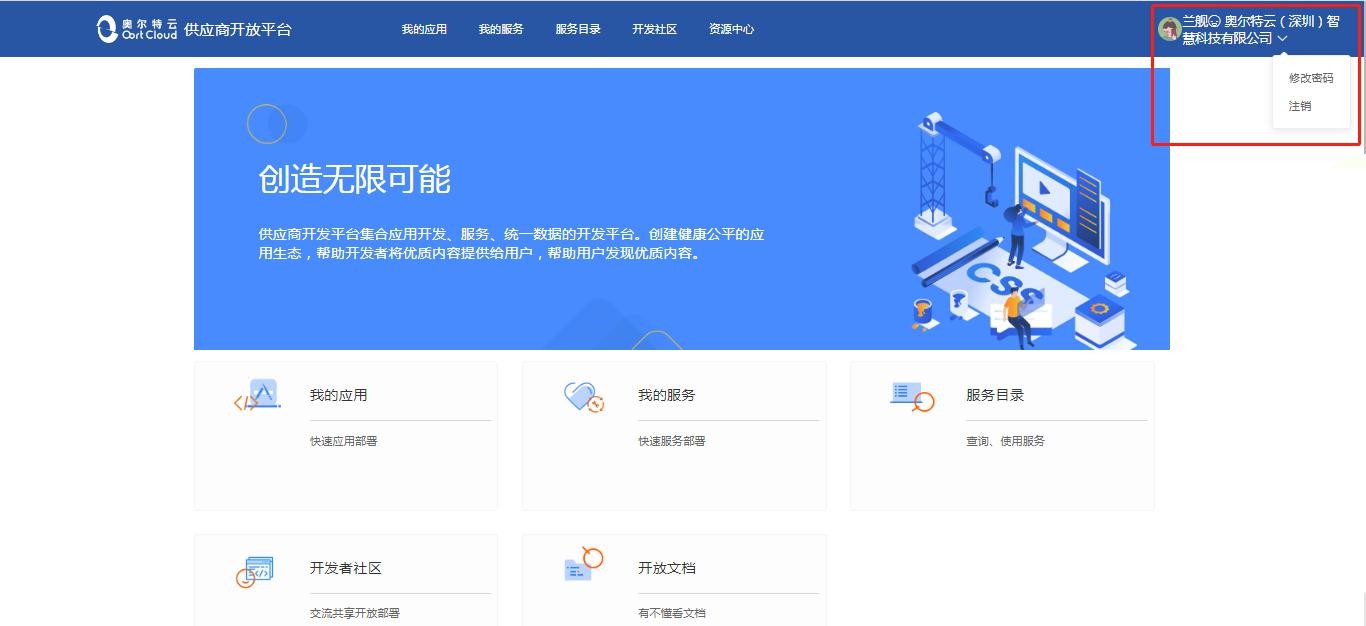 奥尔特云
Oort Cloud
供应商开放平台
我的应用
我的服务
服务目录
开发社区
资源中心
兰舰 奥尔特云（深圳）智
慧科技有限公司
修改密码
注销
创造无限可能
供应商开发平台集合应用开发、服务、统一数据的开发平台。创建健康公平的应
用生态，帮助开发者将优质内容提供给用户，帮助用户发现优质内容。
CSS
我的应用
快速应用部署
我的服务
快速服务部署
服务目录
查询、使用服务
开发者社区
交流共享开放部署
开放文档
有不懂看文档